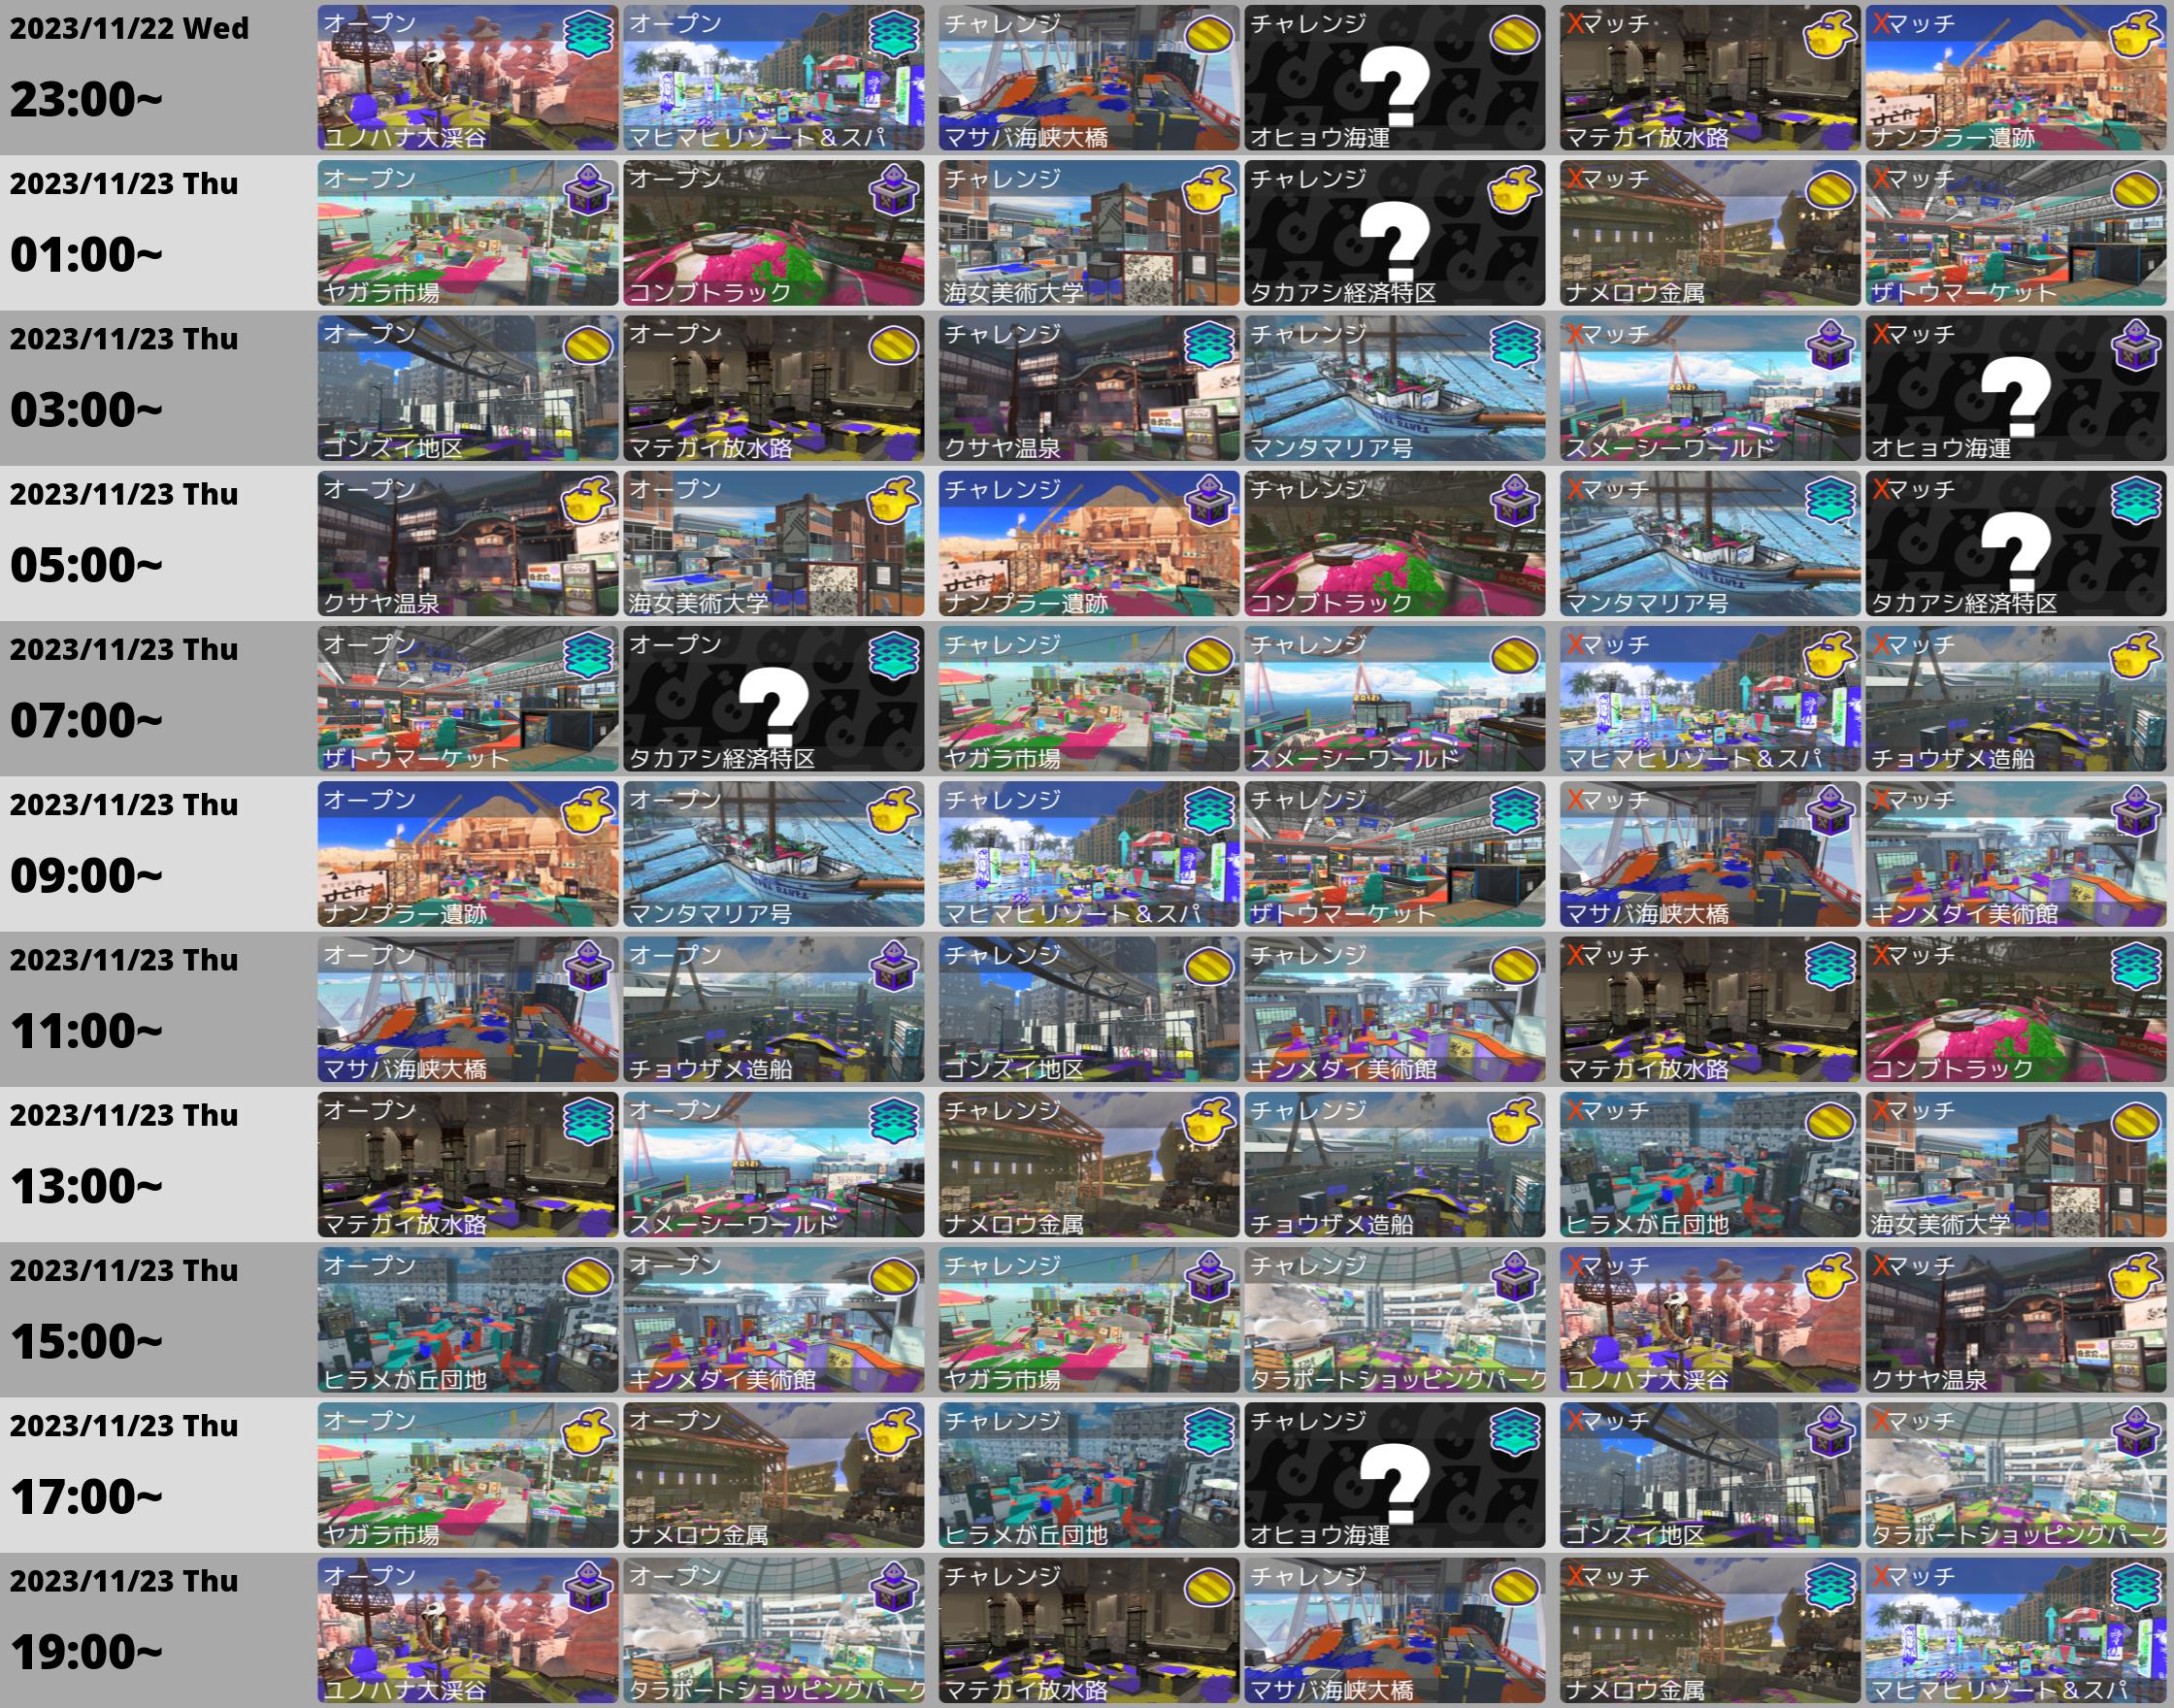 2023/11/22 Wed
23:00~
オープン オープン チャレンジ チャレンジ Xマッチ Xマッチ
ユノハナ大渓谷 マヒマヒリゾート＆スパ マサバ海峡大橋 オヒョウ海運 マテガイ放水路 ナンプラー遺跡
2023/11/23 Thu
01:00~
オープン オープン チャレンジ チャレンジ Xマッチ Xマッチ
ヤガラ市場 コンブトラック 海女美術大学 タカアシ経済特区 ナメロウ金属 ザトウマーケット
2023/11/23 Thu
03:00~
オープン オープン チャレンジ チャレンジ Xマッチ Xマッチ
ゴンズイ地区 マテガイ放水路 クサヤ温泉 マンタマリア号 スメーシーワールド オヒョウ海運
2023/11/23 Thu
05:00~
オープン オープン チャレンジ チャレンジ Xマッチ Xマッチ
クサヤ温泉 海女美術大学 ナンプラー遺跡 コンブトラック マンタマリア号 タカアシ経済特区
2023/11/23 Thu
07:00~
オープン オープン チャレンジ チャレンジ Xマッチ Xマッチ
ザトウマーケット タカアシ経済特区 ヤガラ市場 スメーシーワールド マヒマヒリゾート＆スパ チョウザメ造船
2023/11/23 Thu
09:00~
オープン オープン チャレンジ チャレンジ Xマッチ Xマッチ
ナンプラー遺跡 マンタマリア号 マヒマヒリゾート＆スパ ザトウマーケット マサバ海峡大橋 キンメダイ美術館
2023/11/23 Thu
11:00~
オープン オープン チャレンジ チャレンジ Xマッチ Xマッチ
マサバ海峡大橋 チョウザメ造船 ゴンズイ地区 キンメダイ美術館 マテガイ放水路 コンブトラック
2023/11/23 Thu
13:00~
オープン オープン チャレンジ チャレンジ Xマッチ Xマッチ
マテガイ放水路 スメーシーワールド ナメロウ金属 チョウザメ造船 ヒラメが丘団地 海女美術大学
2023/11/23 Thu
15:00~
オープン オープン チャレンジ チャレンジ Xマッチ Xマッチ
ヒラメが丘団地 キンメダイ美術館 ヤガラ市場 タラポートショッピングパーク ユノハナ大渓谷 クサヤ温泉
2023/11/23 Thu
17:00~
オープン オープン チャレンジ チャレンジ Xマッチ Xマッチ
ヤガラ市場 ナメロウ金属 ヒラメが丘団地 オヒョウ海運 ゴンズイ地区 タラポートショッピングパーク
2023/11/23 Thu
19:00~
オープン オープン チャレンジ チャレンジ Xマッチ Xマッチ
ユノハナ大渓谷 タラポートショッピングパーク マテガイ放水路 マサバ海峡大橋 ナメロウ金属 マヒマヒリゾート＆スパ